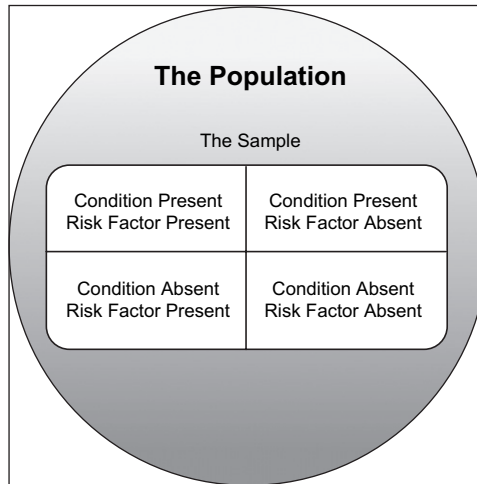 The Population
The Sample
Condition Present
Risk Factor Present
Condition Present
Risk Factor Absent
Condition Absent
Risk Factor Present
Condition Absent
Risk Factor Absent